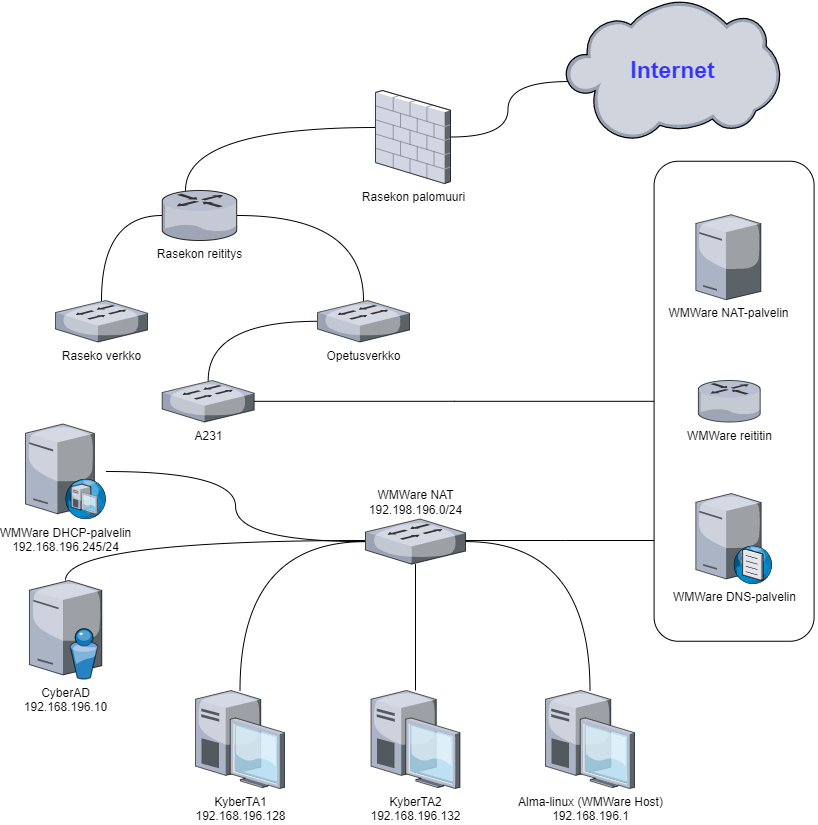 Internet
Rasekon palomuuri
Rasekon reititys
WMWare NAT-palvelin
Raseko verkko
Opetusverkko
A231
WMWare reititin
WMWare NAT
192.198.196.0/24
WMWare DHCP-palvelin
192.168.196.245/24
WMWare DNS-palvelin
CyberAD
192.168.196.10
KyberTA1
192.168.196.128
KyberTA2
192.168.196.132
Alma-linux (WMWare Host)
192.168.196.1